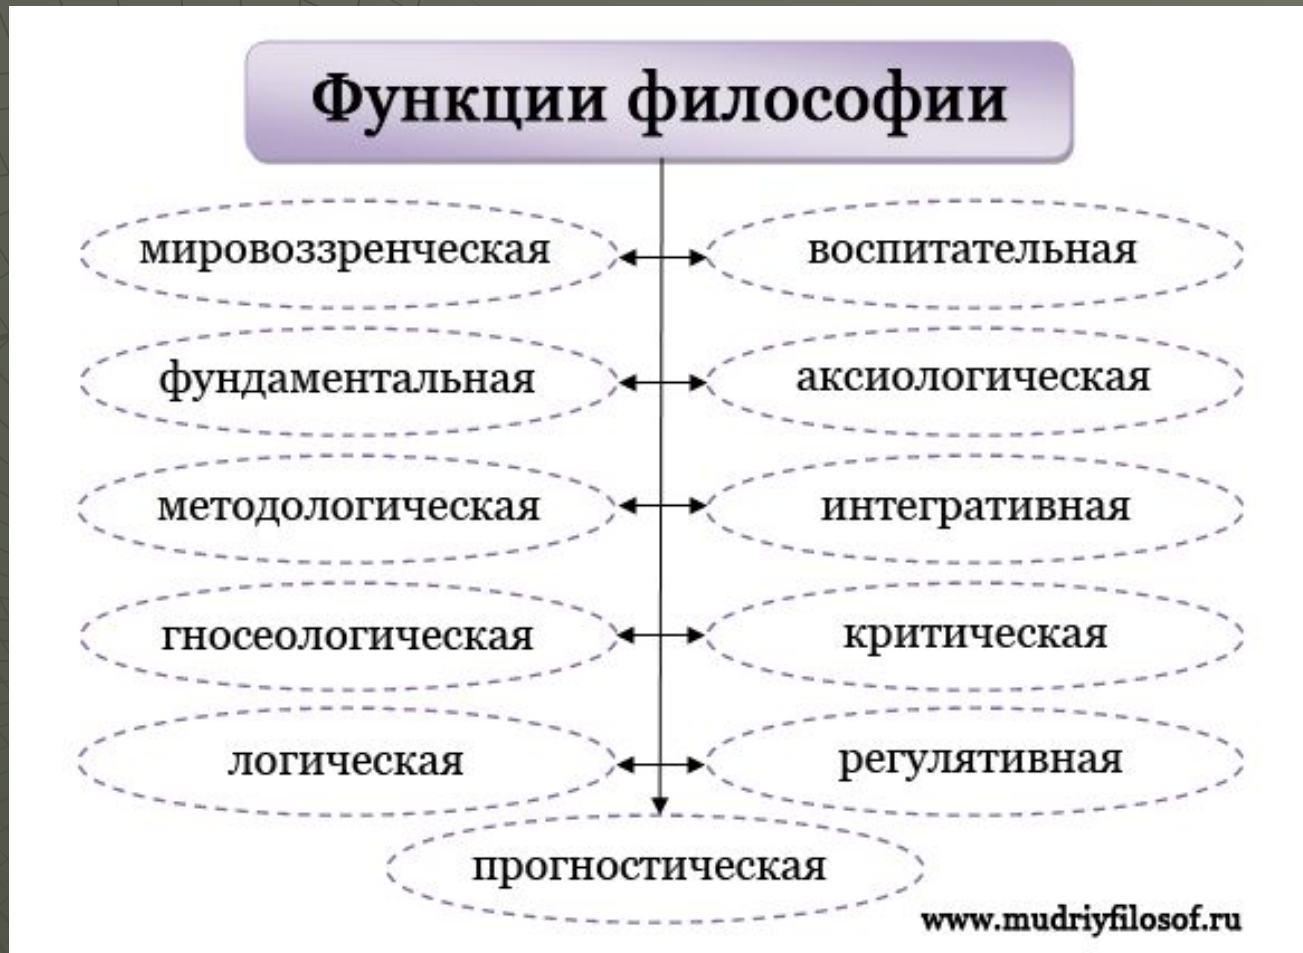 Функции философии
мировоззренческая
воспитательная
фундаментальная
аксиологическая
методологическая
интегративная
гносеологическая
критическая
логическая
регулятивная
прогностическая
www.mudriyfilosof.ru